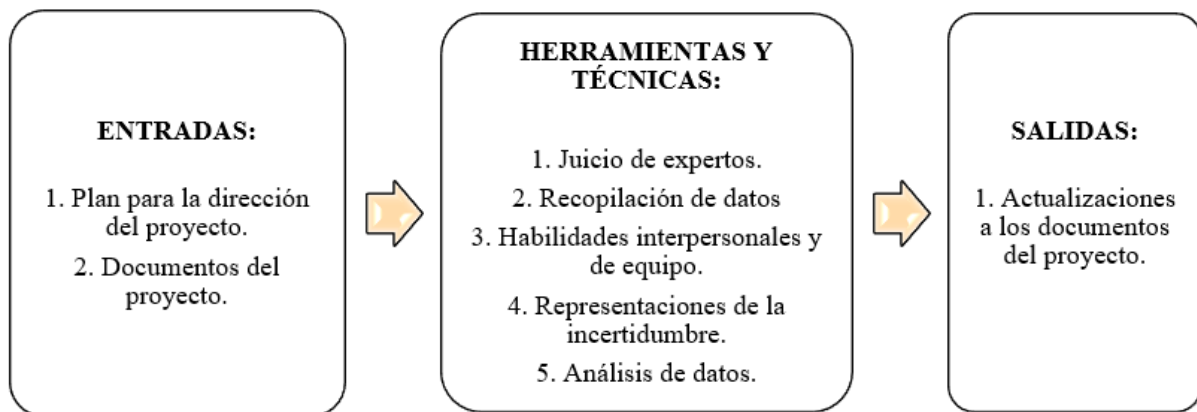 ENTRADAS:
1. Plan para la dirección
del proyecto.
2. Documentos del
proyecto.
HERRAMIENTAS Y
TÉCNICAS:
1. Juicio de expertos.
2. Recopilación de datos
3. Habilidades interpersonales y
de equipo.
4. Representaciones de la
incertidumbre.
5. Análisis de datos.
SALIDAS:
1. Actualizaciones
a los documentos
del proyecto.